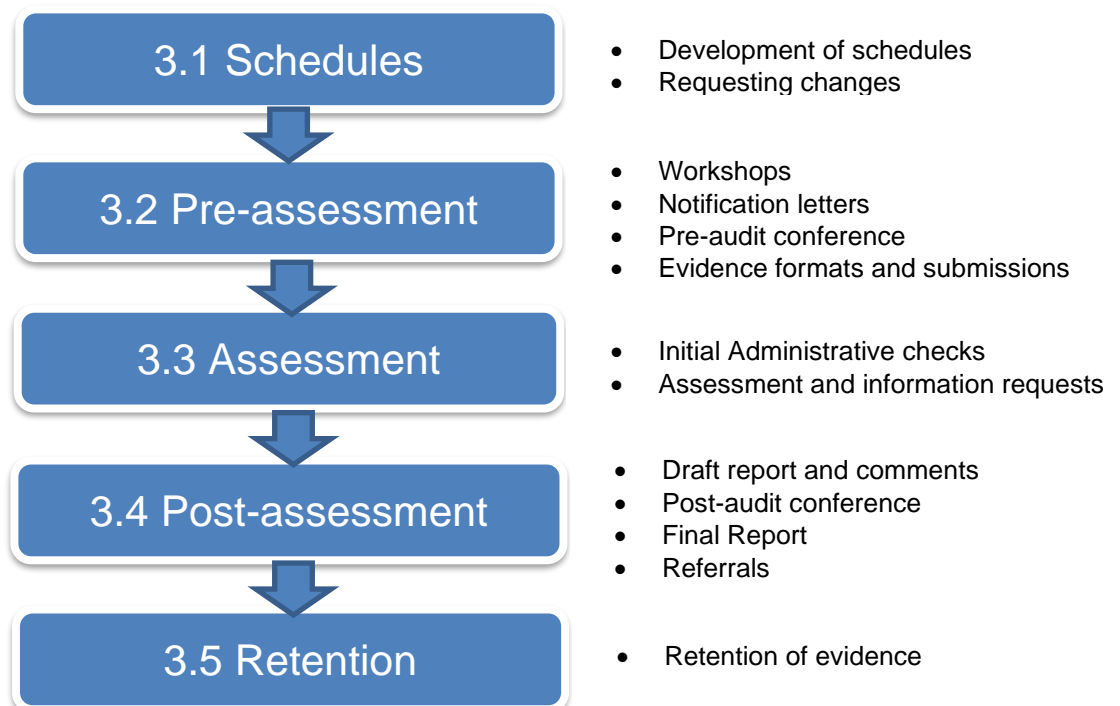 3.1 Schedules
• Development of schedules
• Requesting changes
3.2 Pre-assessment
• Workshops
• Notification letters
• Pre-audit conference
• Evidence formats and submissions
3.3 Assessment
• Initial Administrative checks
• Assessment and information requests
3.4 Post-assessment
• Draft report and comments
• Post-audit conference
• Final Report
• Referrals
3.5 Retention
• Retention of evidence